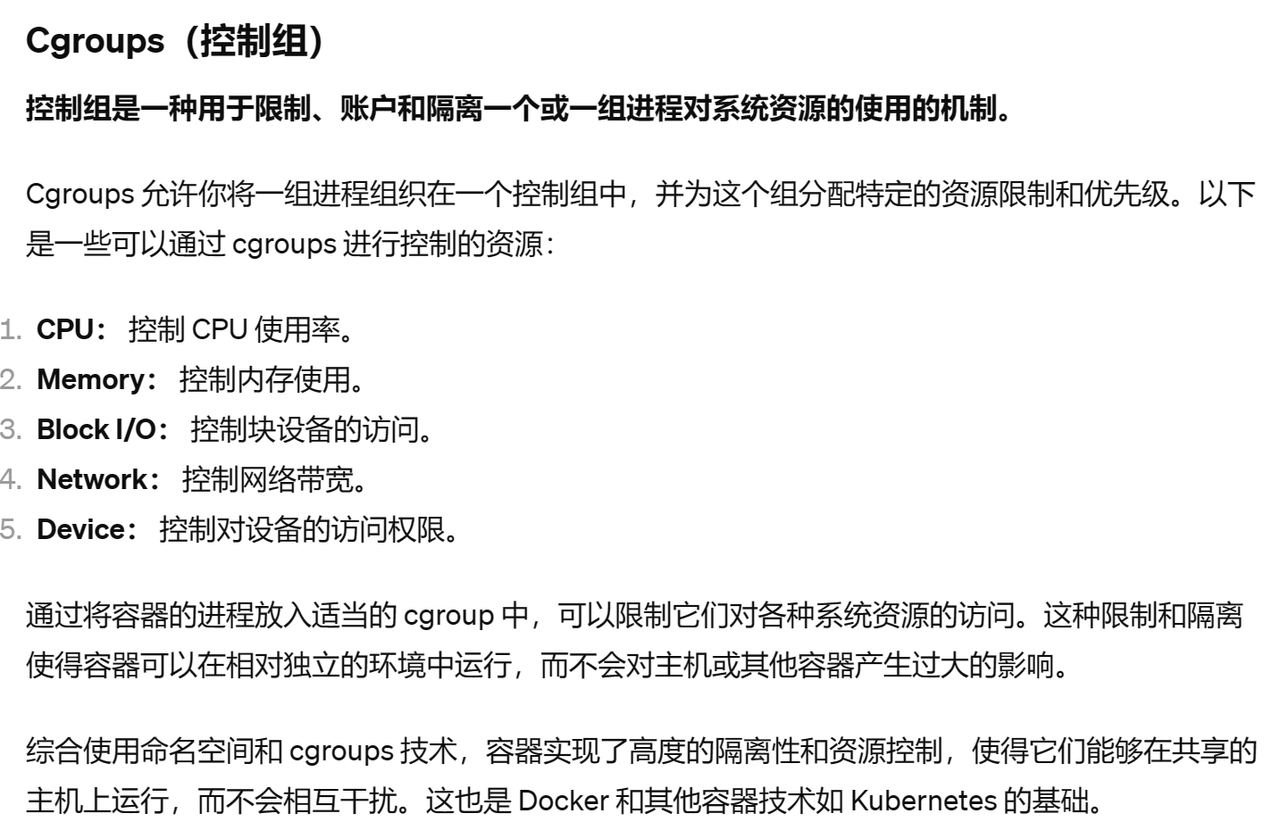 Cgroups（控制组）
控制组是一种用于限制、账户和隔离一个或一组进程对系统资源的使用的机制。
Cgroups 允许你将一组进程组织在一个控制组中，并为这个组分配特定的资源限制和优先级。以下
是一些可以通过 cgroups 进行控制的资源：
1. CPU： 控制 CPU 使用率。
2. Memory： 控制内存使用。
3. Block I/O： 控制块设备的访问。
4. Network： 控制网络带宽。
5. Device： 控制对设备的访问权限。
通过将容器的进程放入适当的 cgroup 中，可以限制它们对各种系统资源的访问。这种限制和隔离
使得容器可以在相对独立的环境中运行，而不会对主机或其他容器产生过大的影响。
综合使用命名空间和 cgroups 技术，容器实现了高度的隔离性和资源控制，使得它们能够在共享的
主机上运行，而不会相互干扰。这也是 Docker 和其他容器技术如 Kubernetes 的基础。